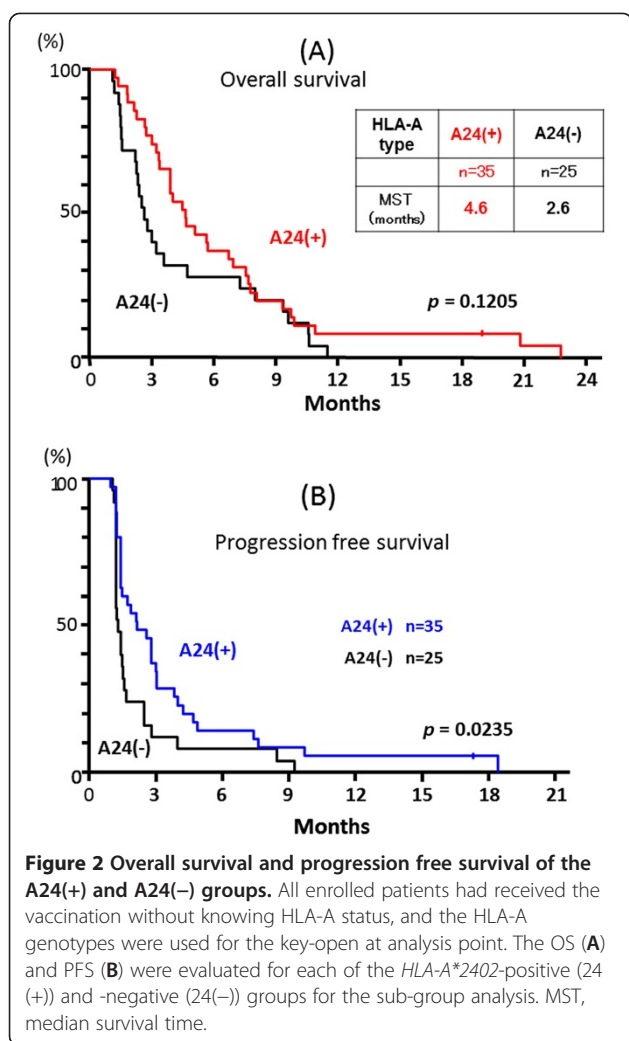 (%)
(A)
Overall survival
100
50
0
HLA-A type A24(+) A24(-)
n=35 n=25
MST (months) 4.6 2.6
A24(+)
A24(-)
p = 0.1205
0 3 6 9 12 15 18 21 24
Months
(%)
(B)
Progression free survival
100
50
0
A24(+) n=35
A24(-) n=25
A24(+)
A24(-)
p = 0.0235
0 3 6 9 12 15 18 21
Months
Figure 2 Overall survival and progression free survival of the
A24(+) and A24(−) groups. All enrolled patients had received the
vaccination without knowing HLA-A status, and the HLA-A
genotypes were used for the key-open at analysis point. The OS (A)
and PFS (B) were evaluated for each of the HLA-A*2402-positive (24
(+)) and -negative (24(−)) groups for the sub-group analysis. MST,
median survival time.